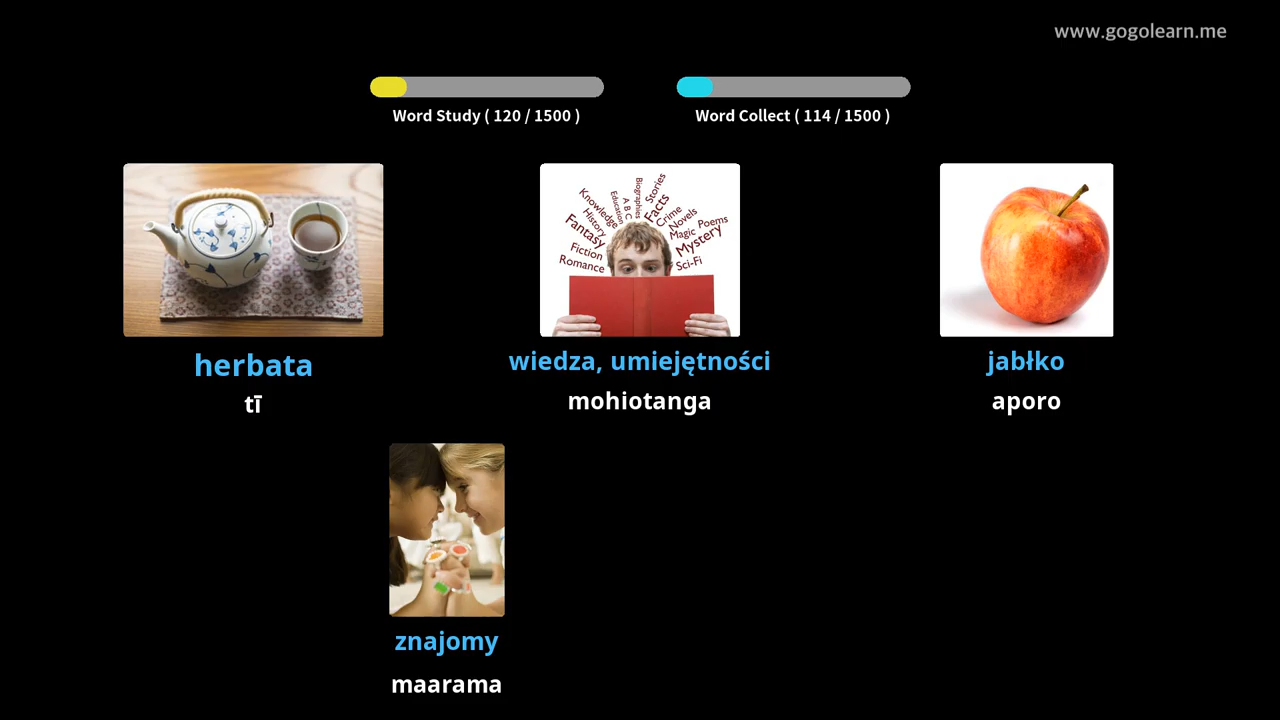 www.gogolearn.me
Word Study ( 120 / 1500 )
Word Collect ( 114 / 1500 )
Knowledge
History
Fantasy
Fiction
Romance
Education
A B C
Biographies
Stories
Facts
Crime
Novels
Magic
Poems
Mystery
Sci-Fi
herbata
tī
wiedza, umiejętności
mohiotanga
jabłko
aporo
znajomy
maarama